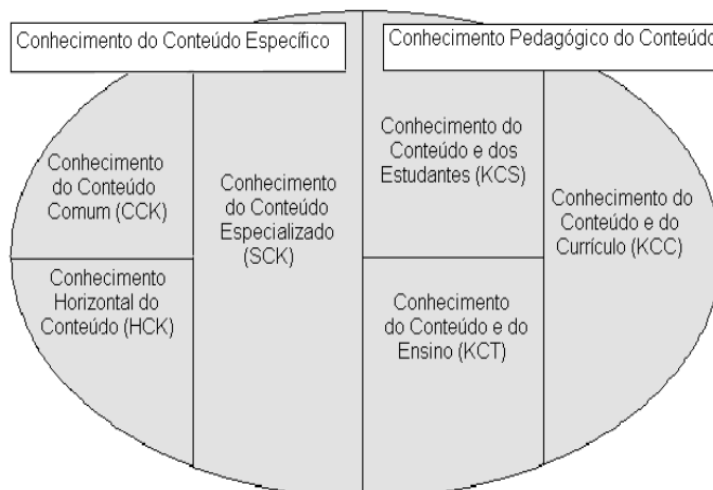 Conhecimento do Conteúdo Específico
Conhecimento Pedagógico do Conteúdo
Conhecimento
do Conteúdo
Comum (CCK)
Conhecimento
Horizontal do
Conteúdo (HCK)
Conhecimento
do Conteúdo
Especializado
(SCK)
Conhecimento do
Conteúdo e dos
Estudantes (KCS)
Conhecimento
do Conteúdo e do
Ensino (KCT)
Conhecimento do
Conteúdo e do
Currículo (KCC)